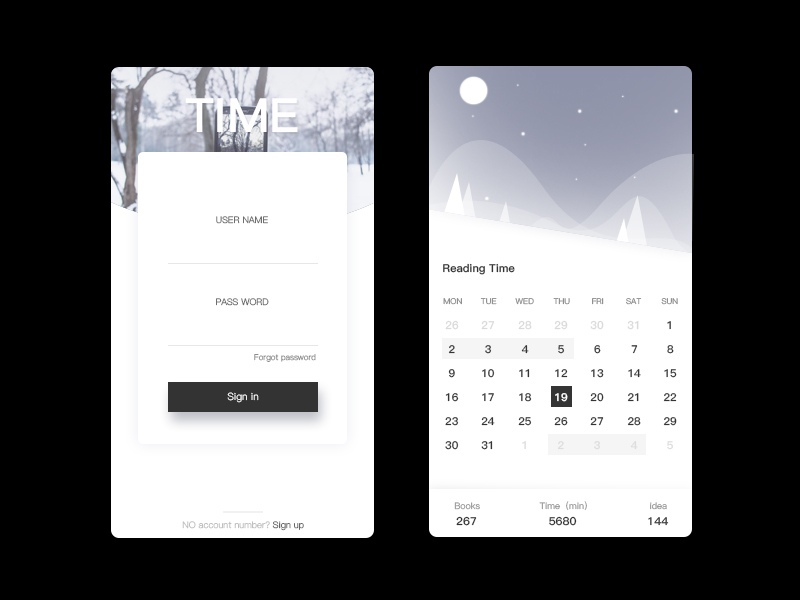 TIME
USER NAME
PASS WORD
Forgot password
Sign in
NO account number? Sign up
Reading Time
MON TUE WED THU FRI SAT SUN
26 27 28 29 30 31 1
2 3 4 5 6 7 8
9 10 11 12 13 14 15
16 17 18 19 20 21 22
23 24 25 26 27 28 29
30 31 1 2 3 4 5
Books Time (min) idea
267 5680 144